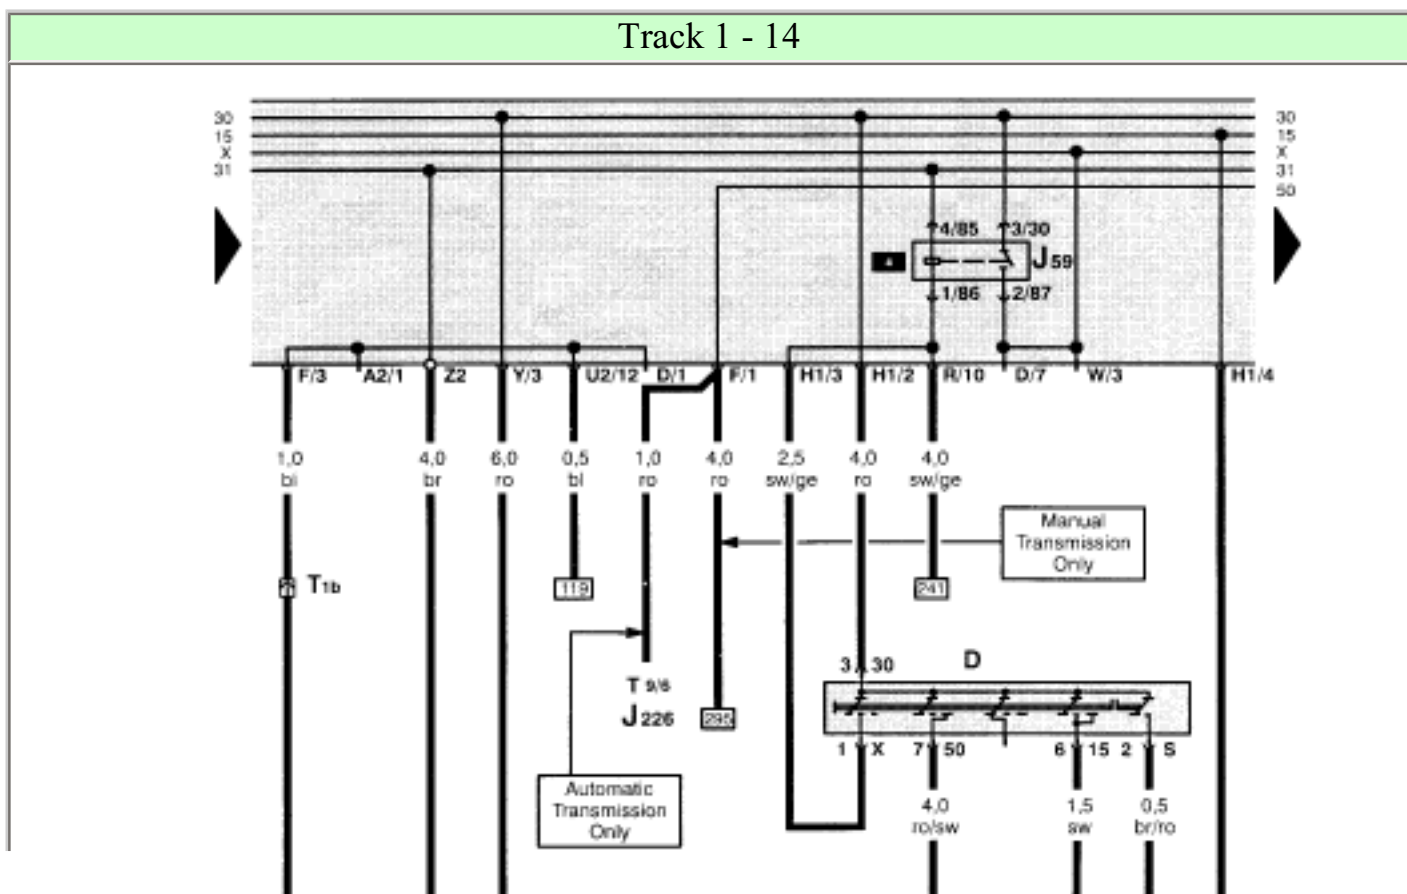 Track 1 - 14
30 30
15 15
X X
31 31
50
4/85 3/30
4 J 59
1/86 2/87
F/3 A2/1 Z2 Y/3 U2/12 D/1 F/1 H1/3 H1/2 R/10 D/7 W/3 H1/4
1,0 4,0 6,0 0,5 1,0 4,0 2,5 4,0 4,0
bl br ro bl ro ro sw/ge ro sw/ge
Manual
Transmission
Only
T1b
119
241
3 30 D
T 9/6
J 226
295
1 X 7 50 6 15 2 S
Automatic
Transmission
Only
4,0 1,5 0,5
ro/sw sw br/ro